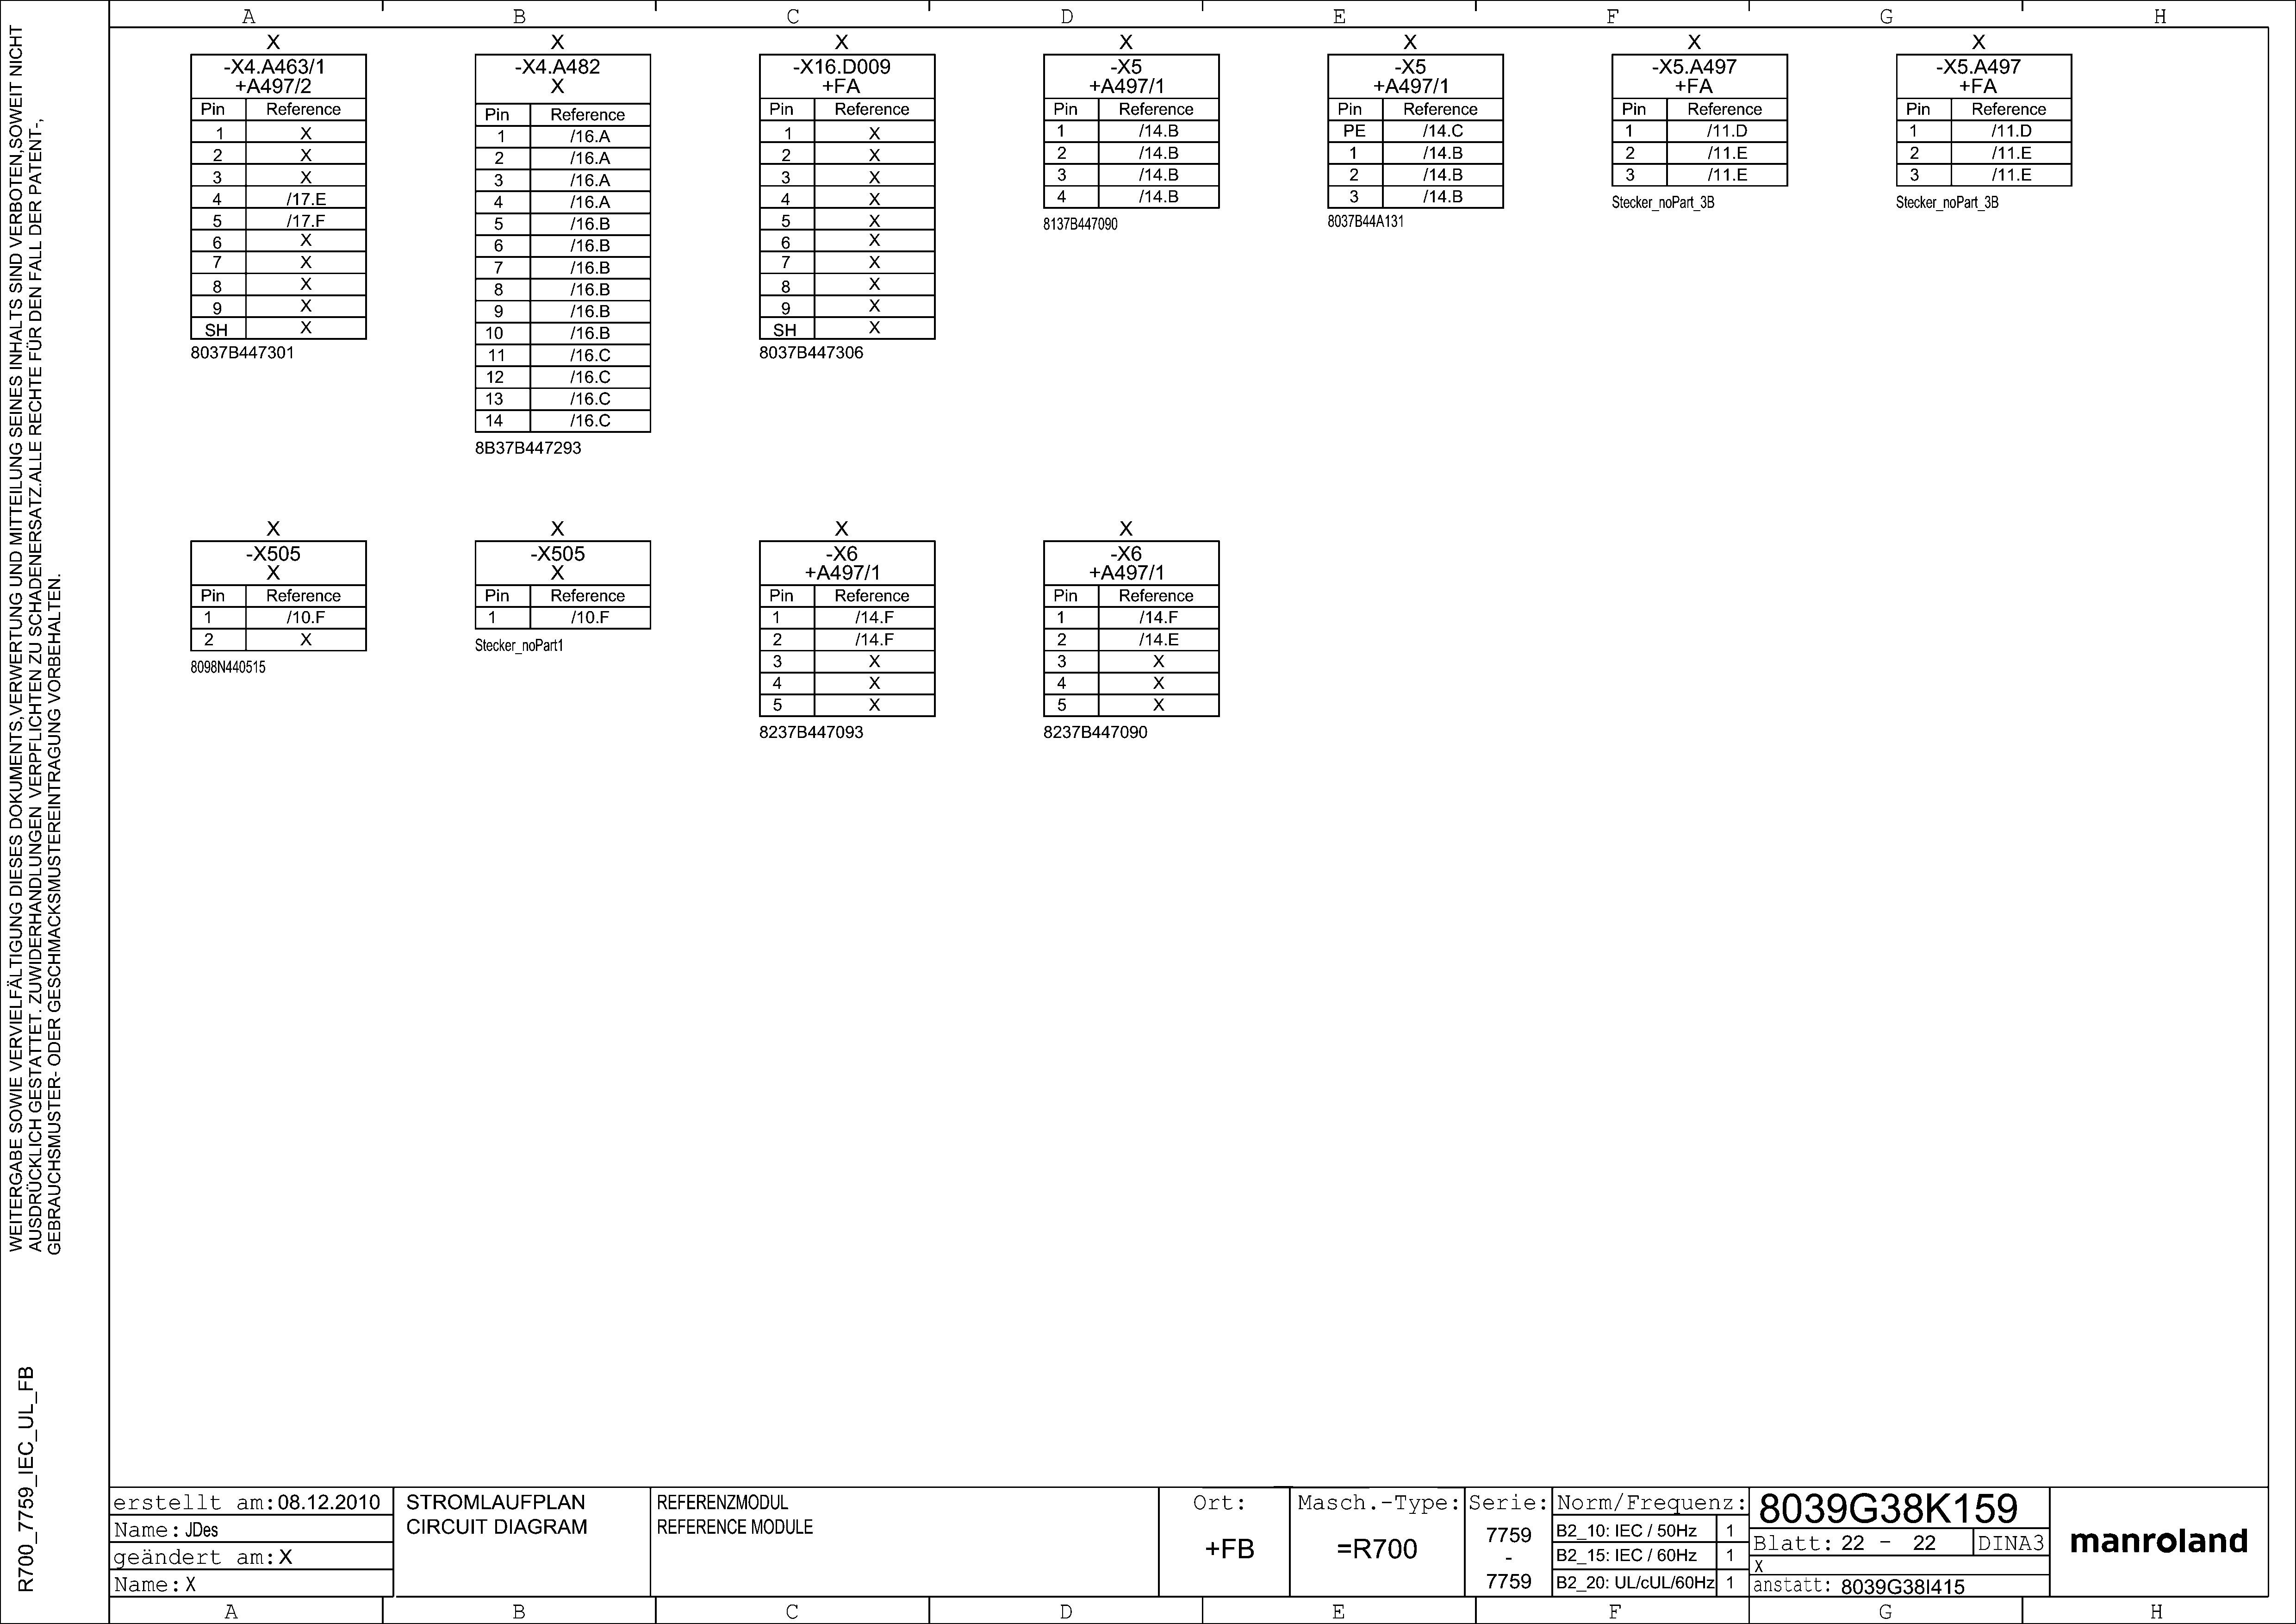 A B C D E F G H
X
-X4.A463/1
+A497/2
Pin Reference
1 X
2 X
3 X
4 /17.E
5 /17.F
6 X
7 X
8 X
9 X
SH X
8037B447301
X
-X4.A482
X
Pin Reference
1 /16.A
2 /16.A
3 /16.A
4 /16.A
5 /16.B
6 /16.B
7 /16.B
8 /16.B
9 /16.B
10 /16.B
11 /16.C
12 /16.C
13 /16.C
14 /16.C
8B37B447293
X
-X16.D009
+FA
Pin Reference
1 X
2 X
3 X
4 X
5 X
6 X
7 X
8 X
9 X
SH X
8037B447306
X
-X5
+A497/1
Pin Reference
1 /14.B
2 /14.B
3 /14.B
4 /14.B
8137B447090
X
-X5
+A497/1
Pin Reference
PE /14.C
1 /14.B
2 /14.B
3 /14.B
8037B44A131
X
-X5.A497
+FA
Pin Reference
1 /11.D
2 /11.E
3 /11.E
Stecker_noPart_3B
X
-X5.A497
+FA
Pin Reference
1 /11.D
2 /11.E
3 /11.E
Stecker_noPart_3B
X
-X505
X
Pin Reference
1 /10.F
2 X
8098N440515
X
-X505
X
Pin Reference
1 /10.F
Stecker_noPart1
X
-X6
+A497/1
Pin Reference
1 /14.F
2 /14.F
3 X
4 X
5 X
8237B447093
X
-X6
+A497/1
Pin Reference
1 /14.F
2 /14.E
3 X
4 X
5 X
8237B447090
WEITERGABE SOWIE VERVIELFÄLTIGUNG DIESES DOKUMENTS,VERWERTUNG UND MITTEILUNG SEINES INHALTS SIND VERBOTEN,SOWEIT NICHT
AUSDRÜCKLICH GESTATTET. ZUWIDERHANDLUNGEN VERPFLICHTEN ZU SCHADENERSATZ.ALLE RECHTE FÜR DEN FALL DER PATENT-,
GEBRAUCHSMUSTER- ODER GESCHMACKSMUSTEREINTRAGUNG VORBEHALTEN.
R700_7759_IEC_UL_FB
erstellt am: 08.12.2010
Name: JDes
geändert am: X
Name: X
STROMLAUFPLAN
CIRCUIT DIAGRAM
REFERENZMODUL
REFERENCE MODULE
Ort:
+FB
Masch.-Type:
=R700
Serie:
7759
-
7759
Norm/Frequenz:
B2_10: IEC / 50Hz 1
B2_15: IEC / 60Hz 1
B2_20: UL/cUL/60Hz 1
8039G38K159
Blatt: 22 - 22 DINA3
X
anstatt: 8039G38I415
manroland
A B C D E F G H